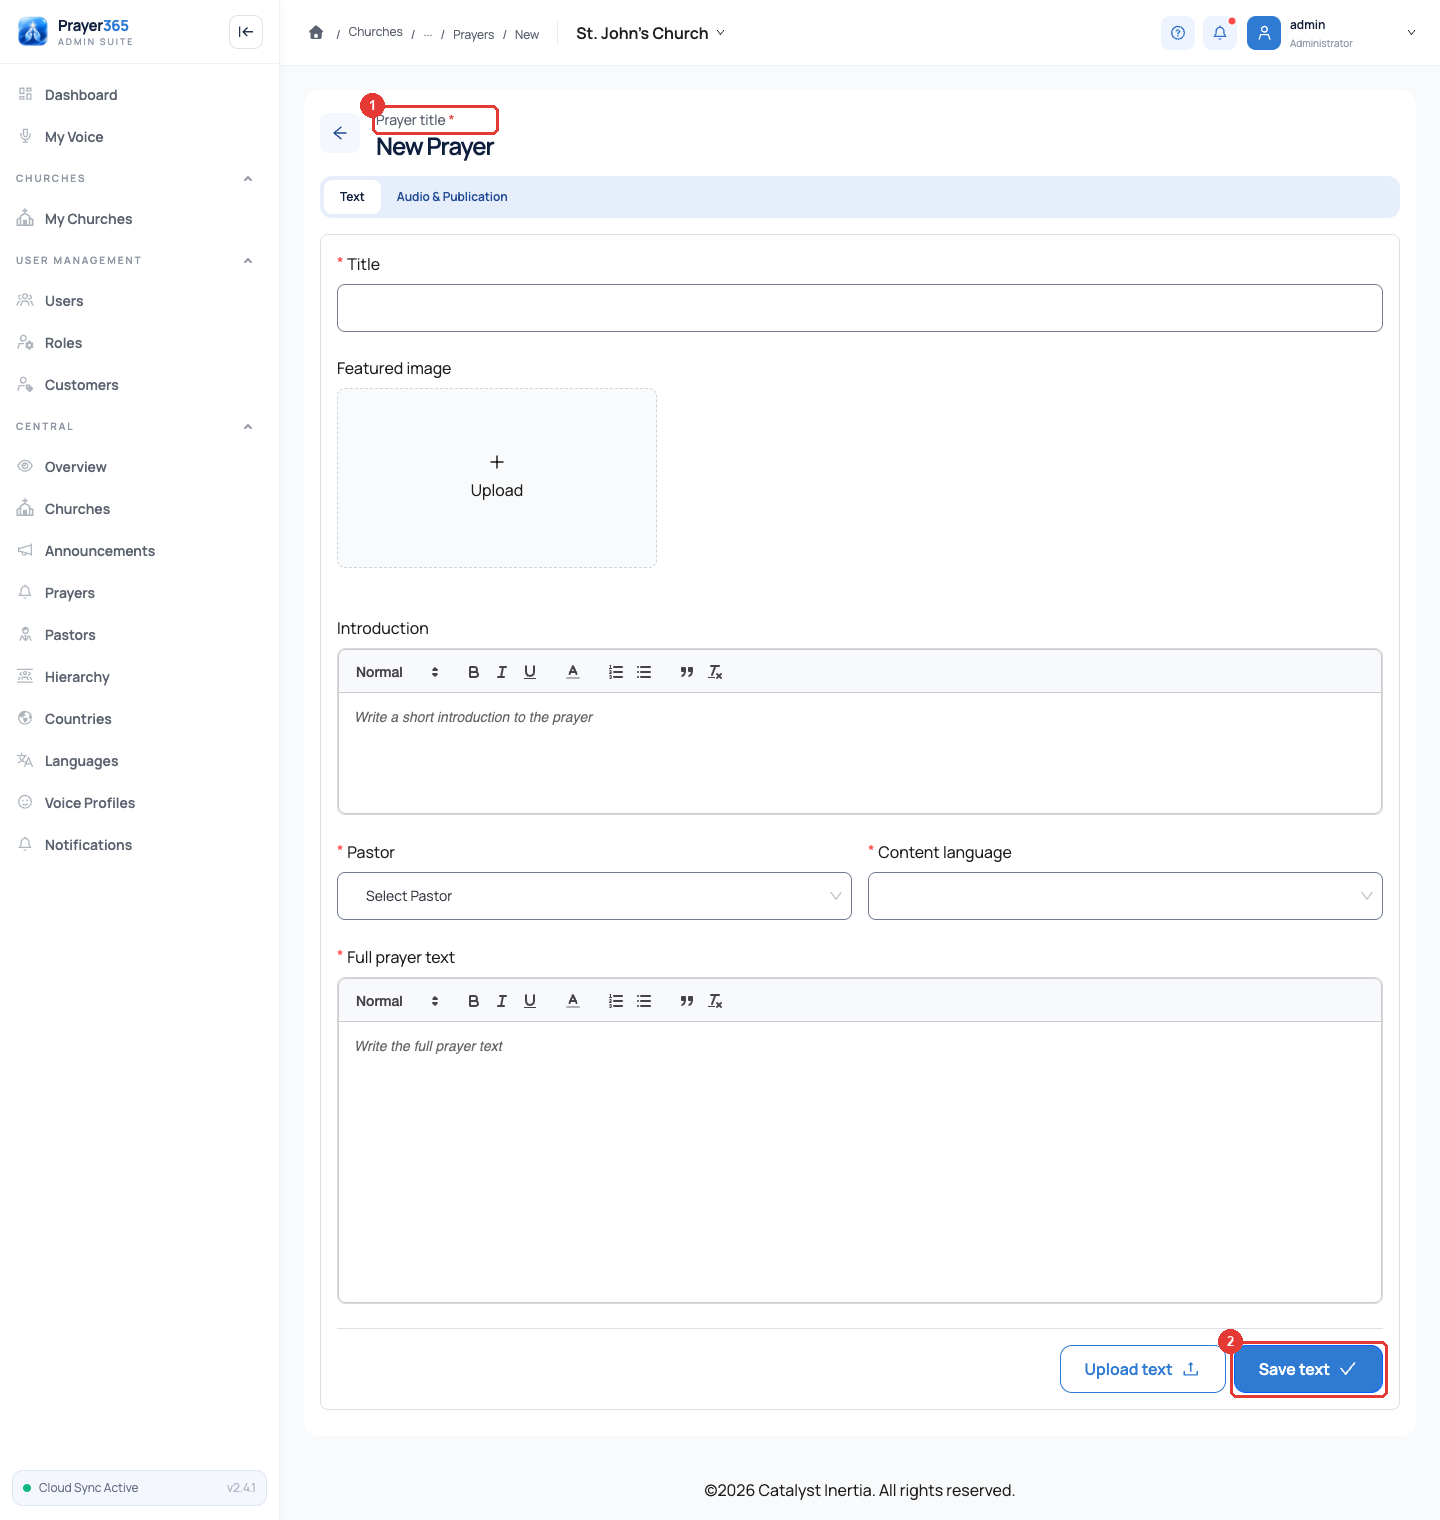 Prayer365
ADMIN SUITE
Dashboard
My Voice
CHURCHES
My Churches
USER MANAGEMENT
Users
Roles
Customers
CENTRAL
Overview
Churches
Announcements
Prayers
Pastors
Hierarchy
Countries
Languages
Voice Profiles
Notifications
Cloud Sync Active v2.4.1
/ Churches / ... / Prayers / New St. John's Church
admin
Administrator
1
Prayer title *
New Prayer
Text Audio & Publication
* Title
Featured image
Upload
Introduction
Normal B I U A
Write a short introduction to the prayer
* Pastor * Content language
Select Pastor
* Full prayer text
Normal B I U A
Write the full prayer text
2
Upload text Save text
©2026 Catalyst Inertia. All rights reserved.